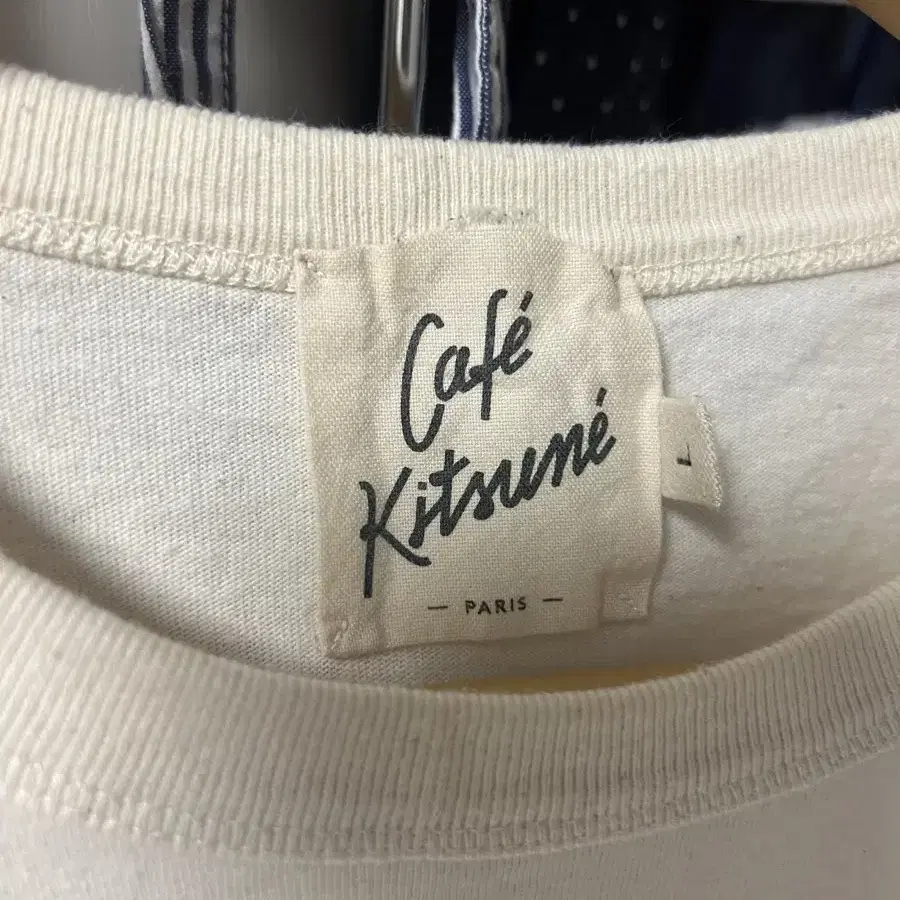 Café
Kitsuné
— PARIS —
L